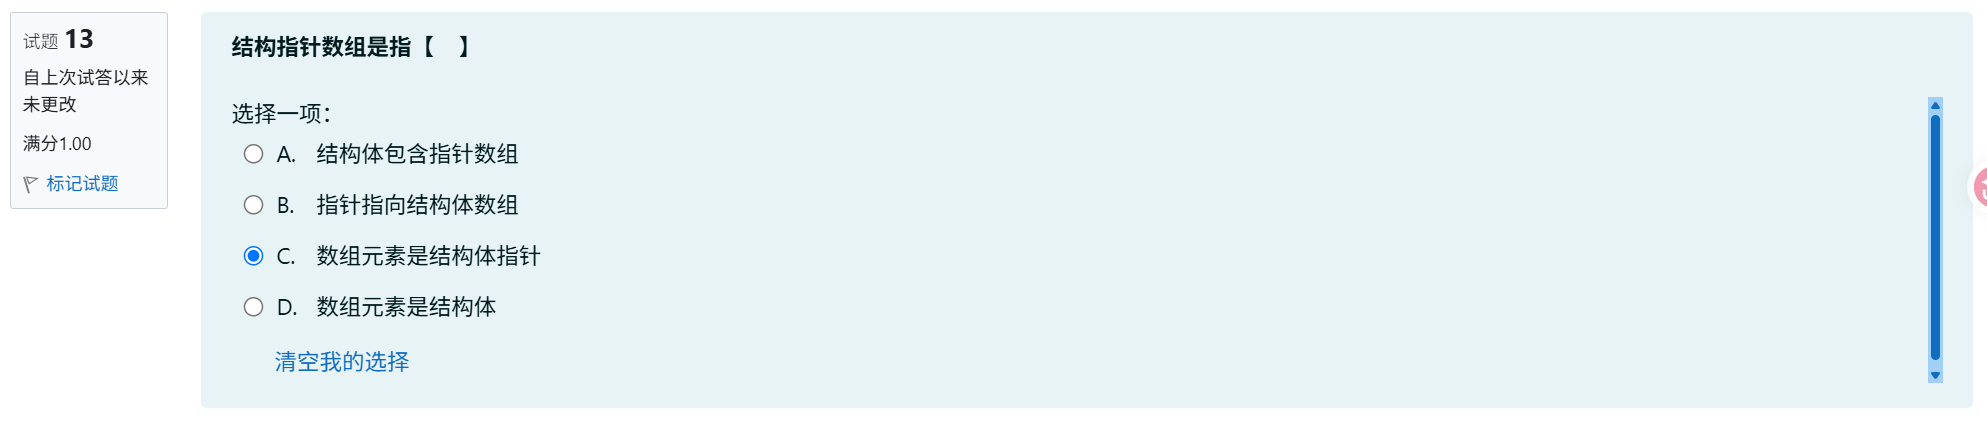 试题 13
自上次试答以来
未更改
满分1.00
标记试题
结构指针数组是指【　】
选择一项：
A. 结构体包含指针数组
B. 指针指向结构体数组
C. 数组元素是结构体指针
D. 数组元素是结构体
清空我的选择